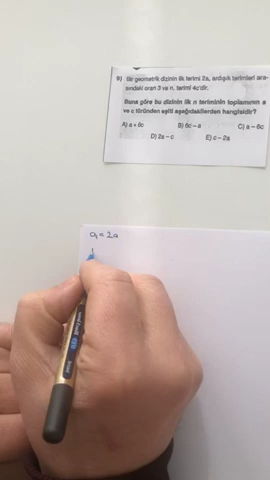 9) Bir geometrik dizinin ilk terimi 2a, ardışık terimleri ara-
sındaki oran 3 ve n. terimi 4c'dir.
Buna göre bu dizinin ilk n teriminin toplamının a
ve c türünden eşiti aşağıdakilerden hangisidir?
A) a + 6c B) 6c – a C) a – 6c
D) 2a – c E) c – 2a
a₁ = 2a